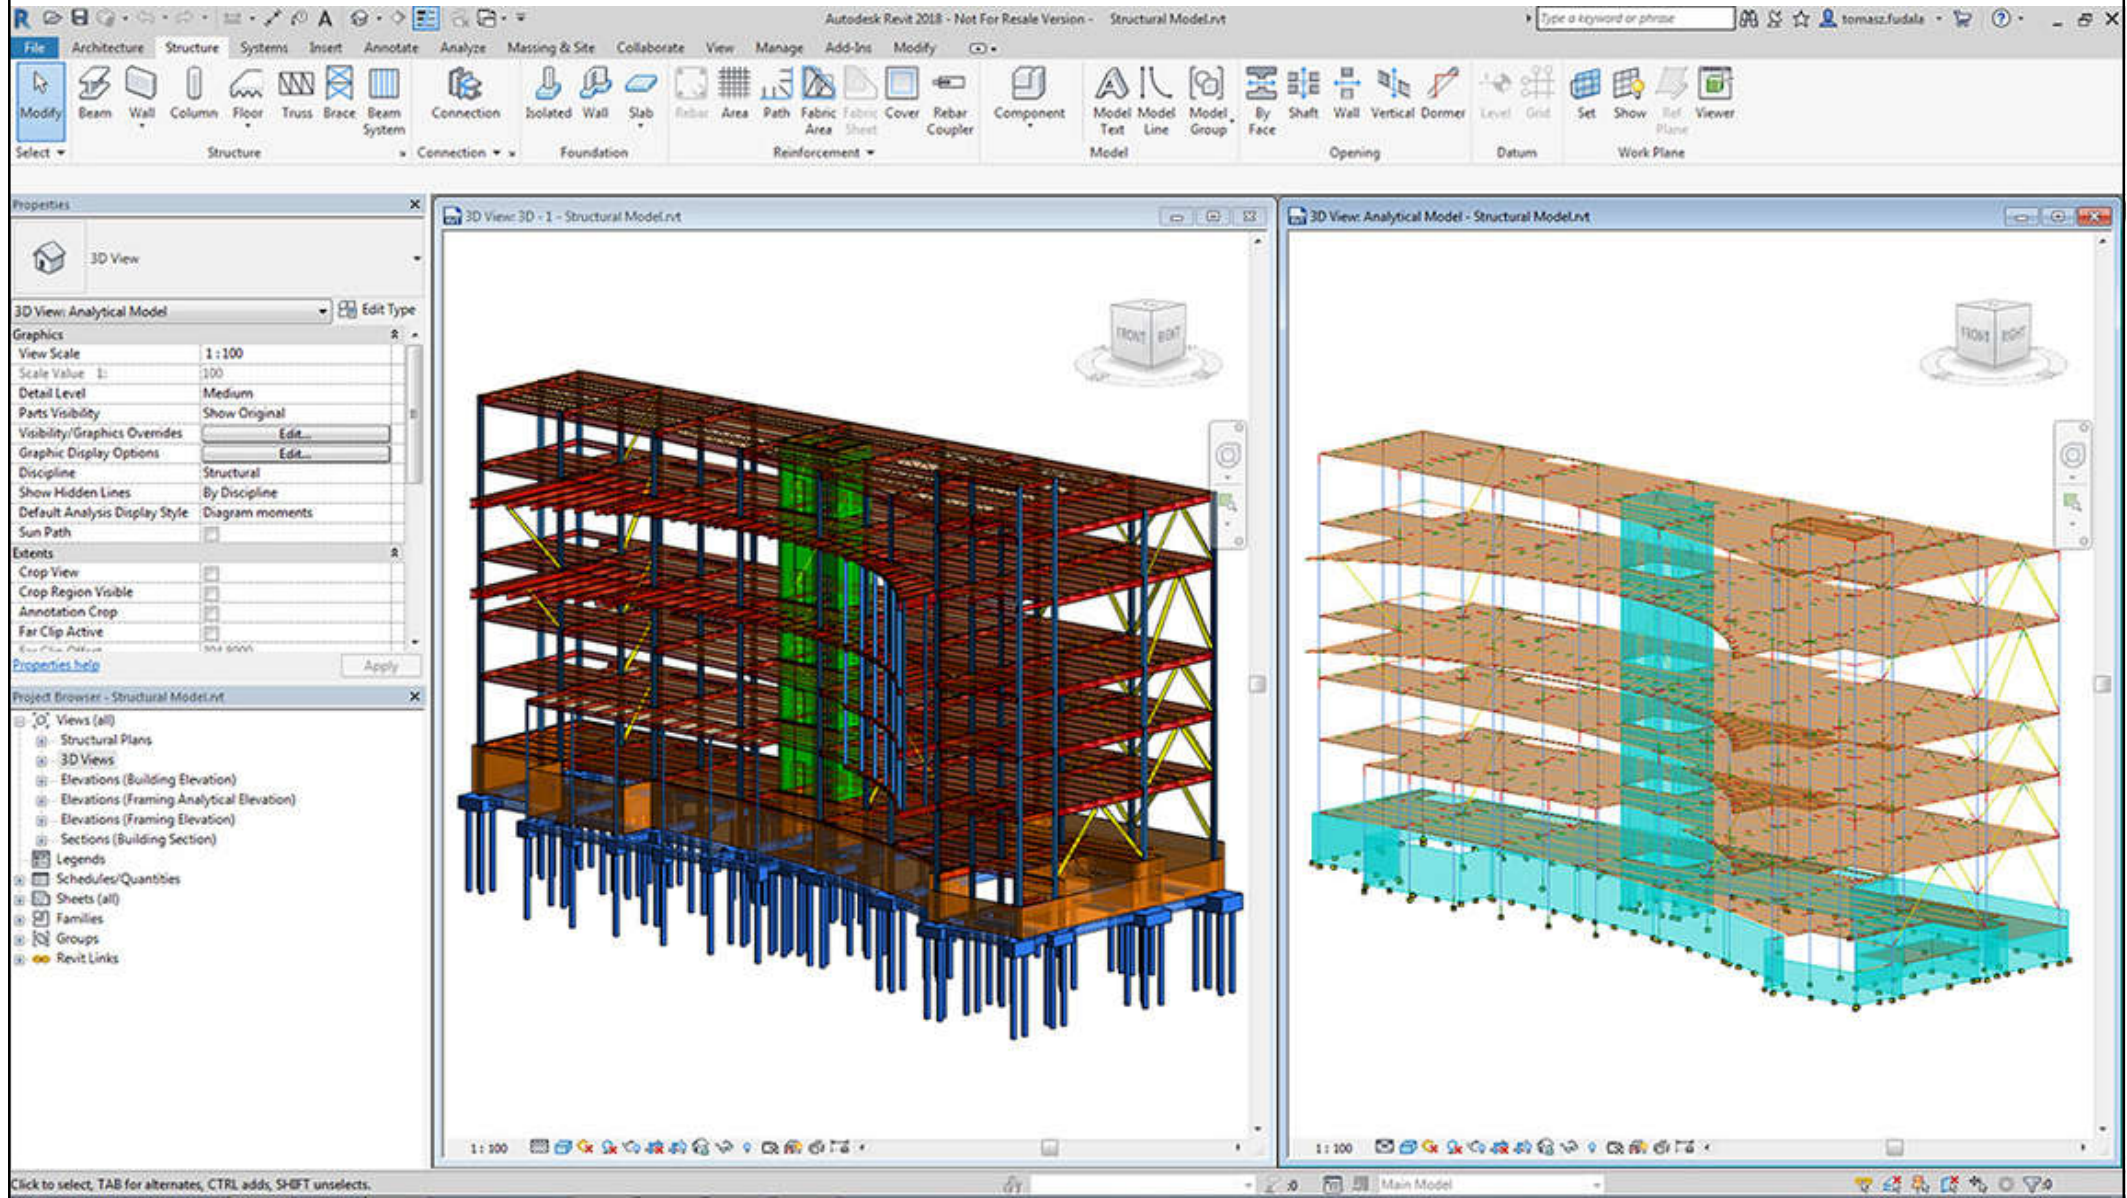 Autodesk Revit 2018 - Not For Resale Version -    Structural Model.rvt
Type a keyword or phrase
tomasz.fudala
File Architecture Structure Systems Insert Annotate Analyze Massing & Site Collaborate View Manage Add-Ins Modify
Modify Beam Wall Column Floor Truss Brace Beam System Connection Isolated Wall Slab Rebar Area Path Fabric Area Fabric Sheet Cover Rebar Coupler Component Model Text Model Line Model Group By Face Shaft Wall Vertical Dormer Level Grid Set Show Ref Plane Viewer
Select Structure Connection Foundation Reinforcement Model Opening Datum Work Plane
Properties
3D View
3D View: Analytical Model Edit Type
Graphics
View Scale 1 : 100
Scale Value 1: 100
Detail Level Medium
Parts Visibility Show Original
Visibility/Graphics Overrides Edit...
Graphic Display Options Edit...
Discipline Structural
Show Hidden Lines By Discipline
Default Analysis Display Style Diagram moments
Sun Path
Extents
Crop View
Crop Region Visible
Annotation Crop
Far Clip Active
Properties help Apply
Project Browser - Structural Model.rvt
Views (all)
Structural Plans
3D Views
Elevations (Building Elevation)
Elevations (Framing Analytical Elevation)
Elevations (Framing Elevation)
Sections (Building Section)
Legends
Schedules/Quantities
Sheets (all)
Families
Groups
Revit Links
3D View: 3D - 1 - Structural Model.rvt
FRONT RIGHT
1 : 100
3D View: Analytical Model - Structural Model.rvt
FRONT RIGHT
1 : 100
Click to select, TAB for alternates, CTRL adds, SHIFT unselects.
:0
Main Model
:0